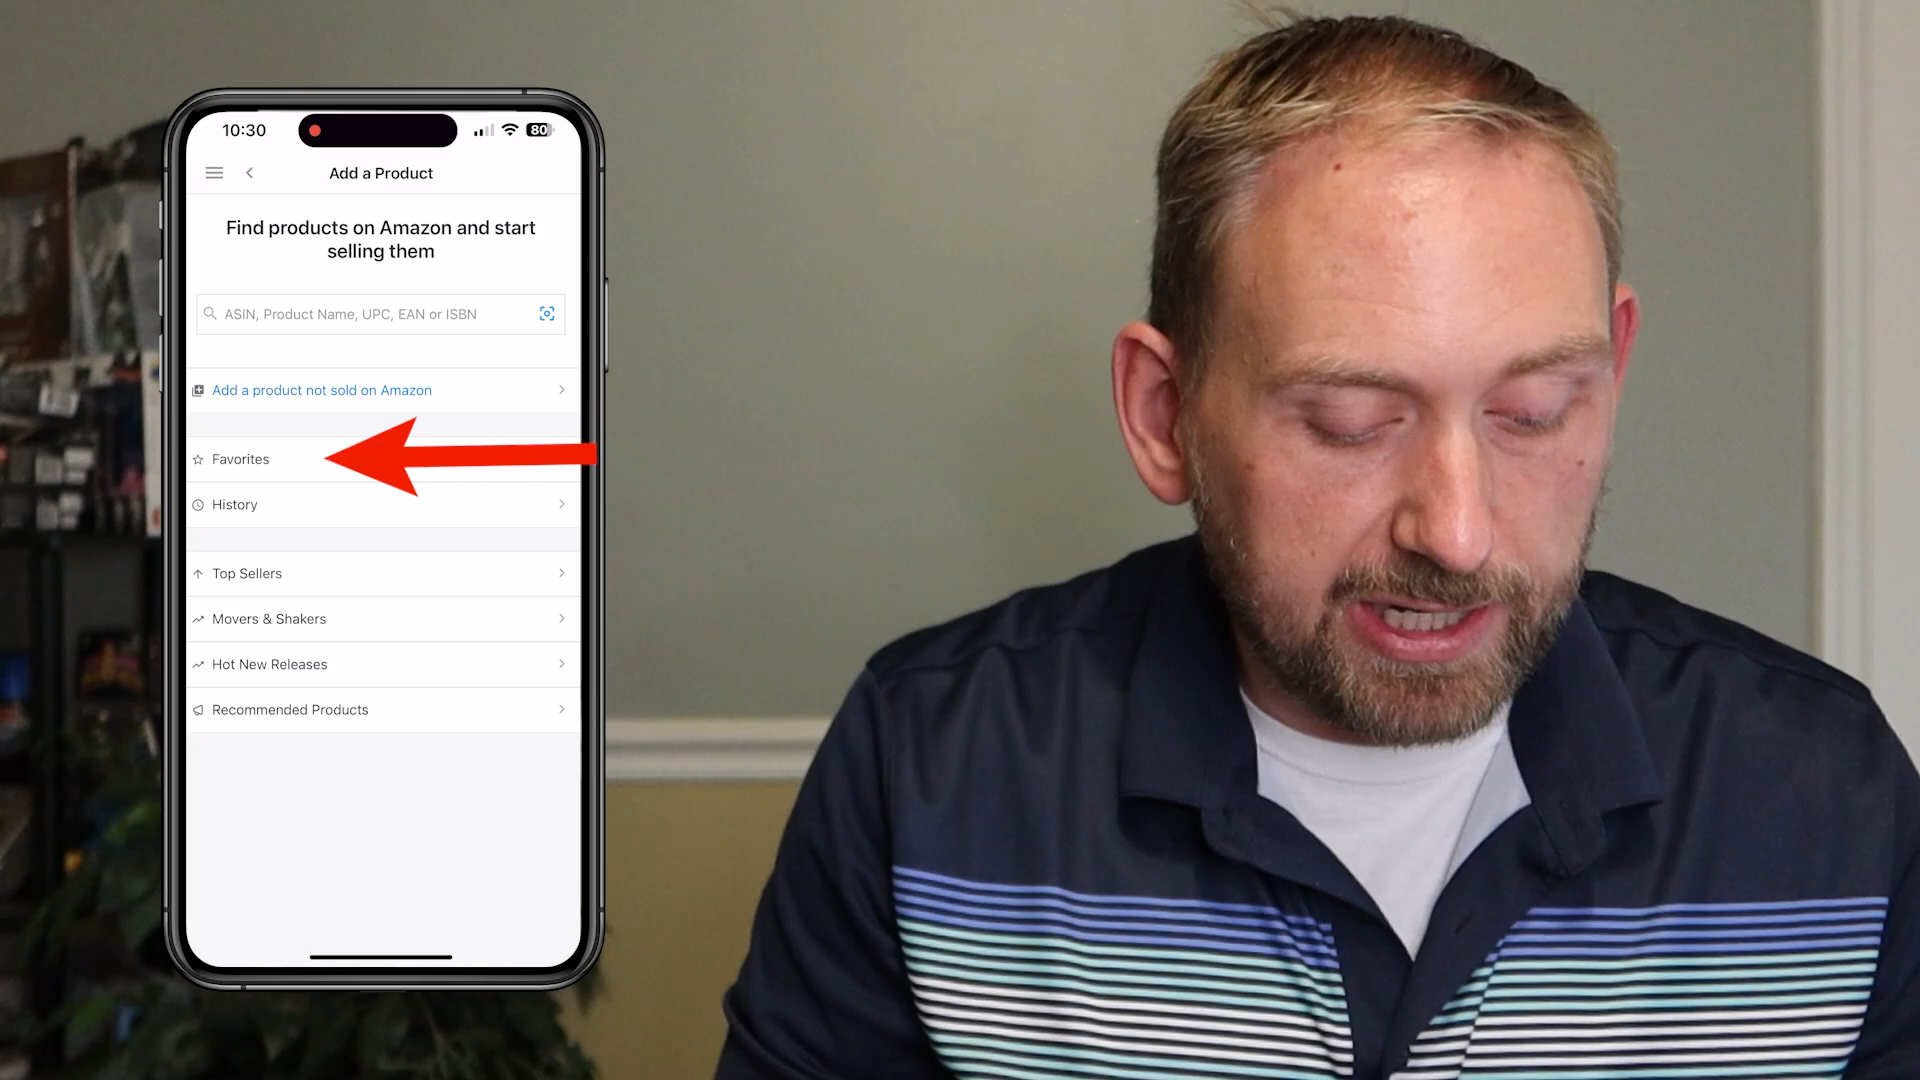 10:30
80
Add a Product
Find products on Amazon and start
selling them
ASIN, Product Name, UPC, EAN or ISBN
Add a product not sold on Amazon
Favorites
History
Top Sellers
Movers & Shakers
Hot New Releases
Recommended Products